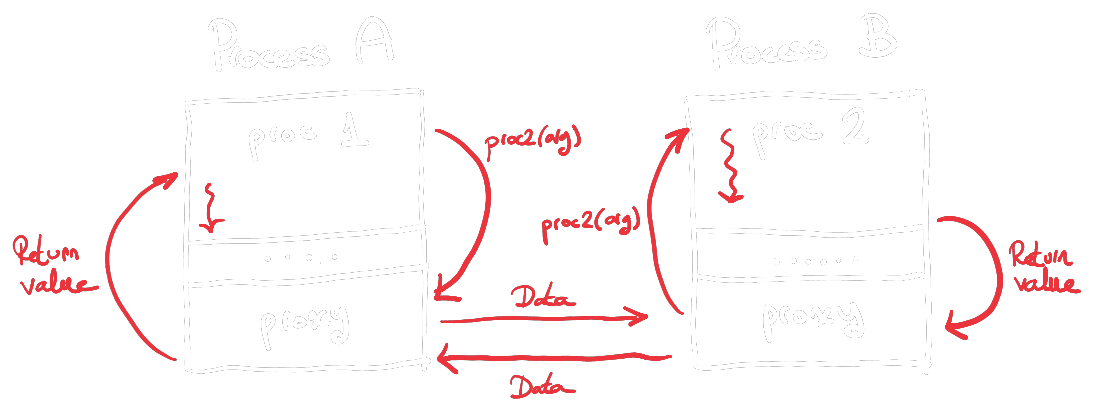 Process A
Process B
proc 1
proc2(arg)
proc 2
proc2(arg)
Return
value
.....
......
Return
value
proxy
Data
proxy
Data